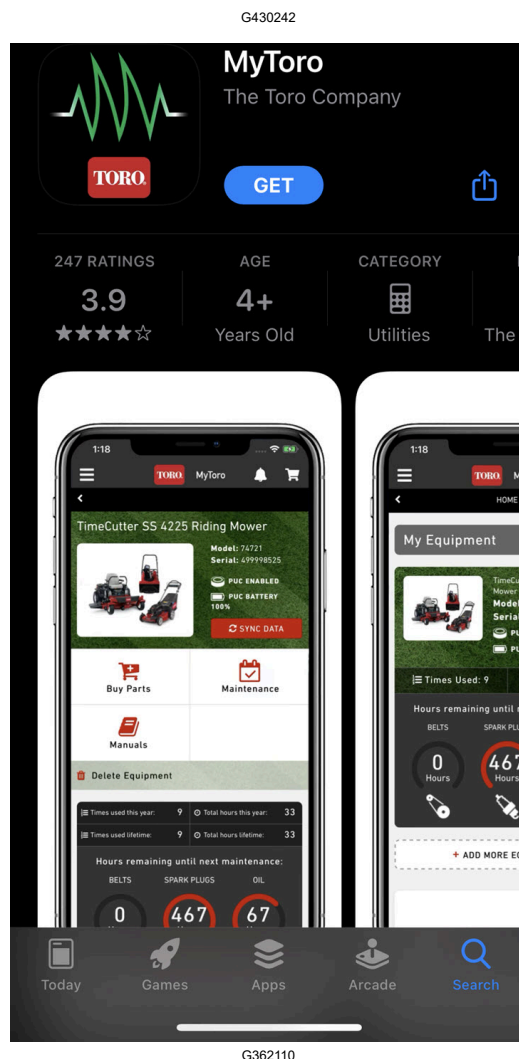 G430242
MyToro
The Toro Company
TORO.
GET
247 RATINGS
AGE
CATEGORY
3.9
4+
Years Old
Utilities
The
1:18
TORO MyToro
TimeCutter SS 4225 Riding Mower
Model: 74721
Serial: 499998525
PUC ENABLED
PUC BATTERY
100%
SYNC DATA
Buy Parts
Maintenance
Manuals
Delete Equipment
Times used this year: 9
Total hours this year: 33
Times used lifetime: 9
Total hours lifetime: 33
Hours remaining until next maintenance:
BELTS SPARK PLUGS OIL
0 467 67
1:18
TORO M
HOME
My Equipment
Mower
Model
Serial
Times Used: 9
Hours remaining until
BELTS
0 467
Hours Hours
+ ADD MORE
Today
Games
Apps
Arcade
Search
G362110